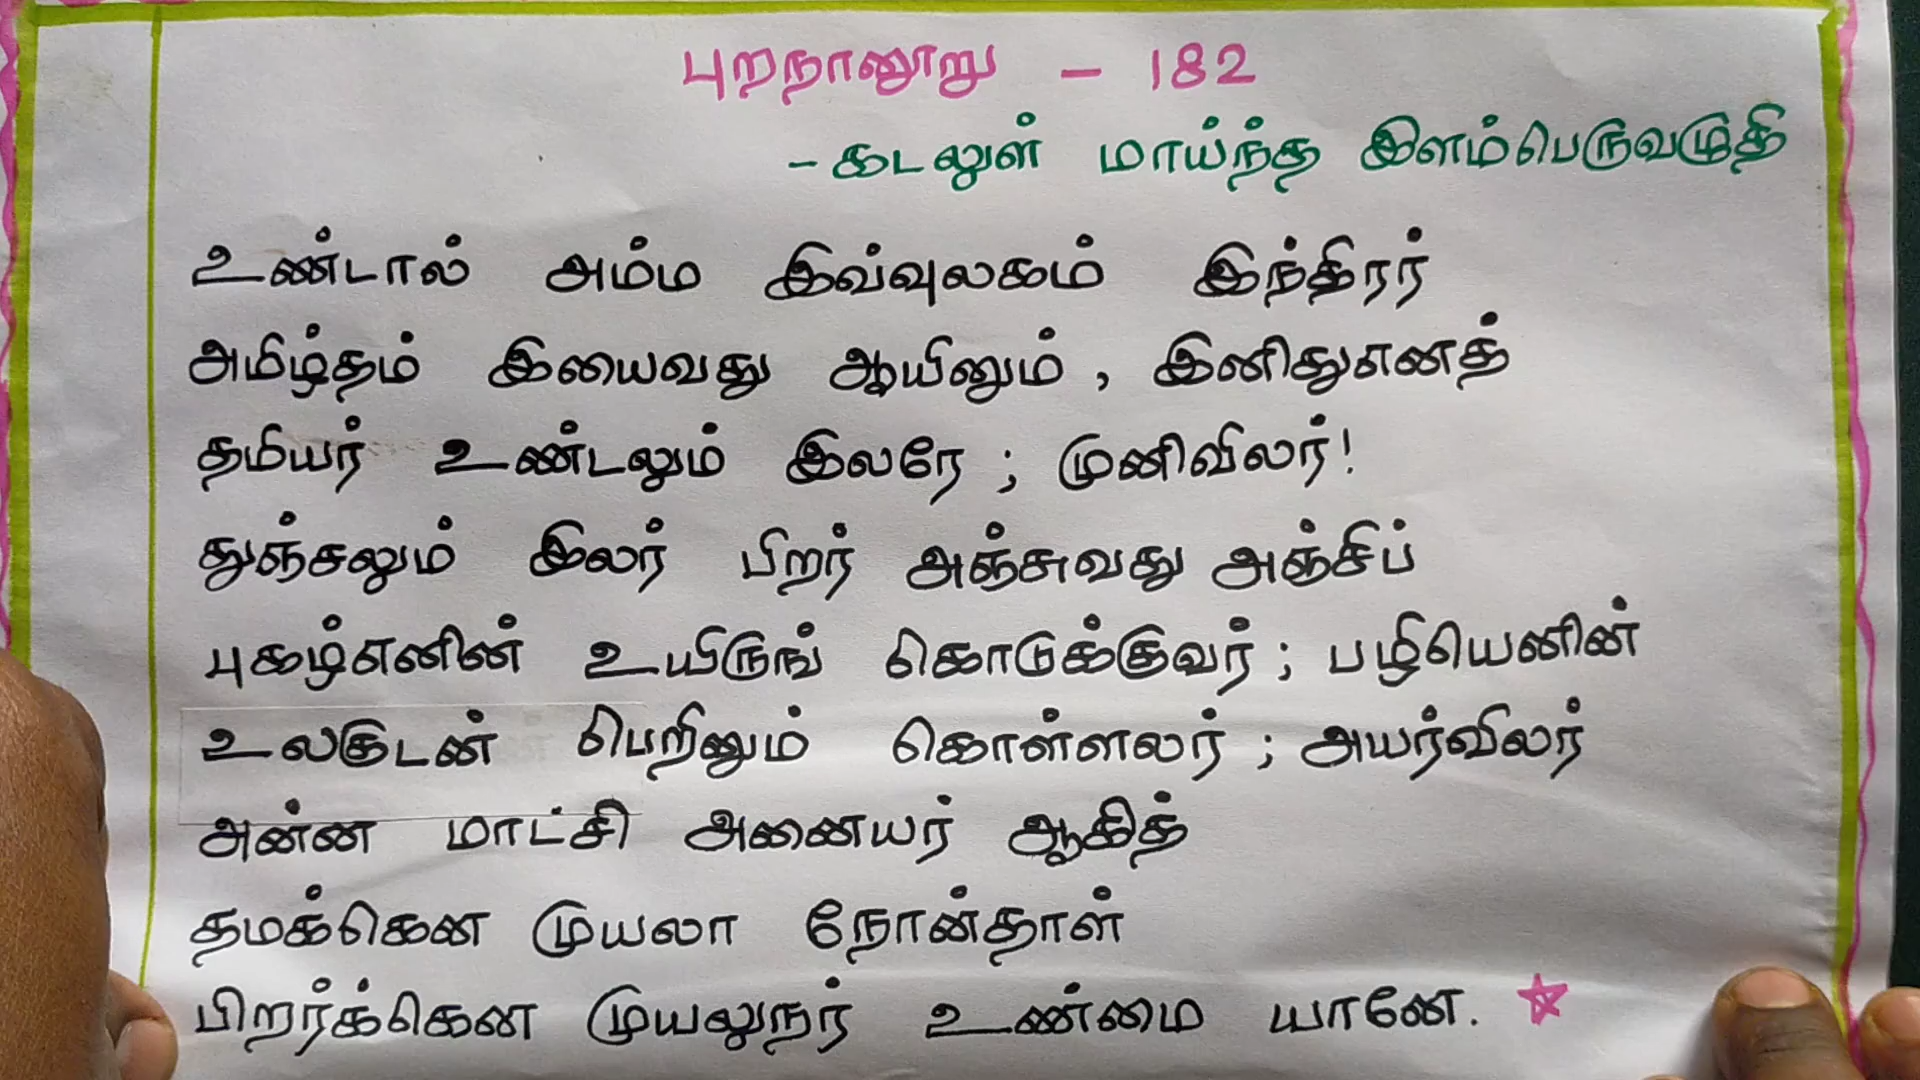 புறநானூறு - 182
- கடலுள் மாய்ந்த இளம்பெருவழுதி
உண்டால் அம்ம இவ்வுலகம் இந்திரர்
அமிழ்தம் இயைவது ஆயினும் , இனிதுஎனத்
தமியர் உண்டலும் இலரே ; முனிவிலர்!
துஞ்சலும் இலர் பிறர் அஞ்சுவது அஞ்சிப்
புகழ்எனின் உயிருங் கொடுக்குவர் ; பழியெனின்
உலகுடன் பெறினும் கொள்ளலர் ; அயர்விலர்
அன்ன மாட்சி அனையர் ஆகித்
தமக்கென முயலா நோன்தாள்
பிறர்க்கென முயலுநர் உண்மை யானே.